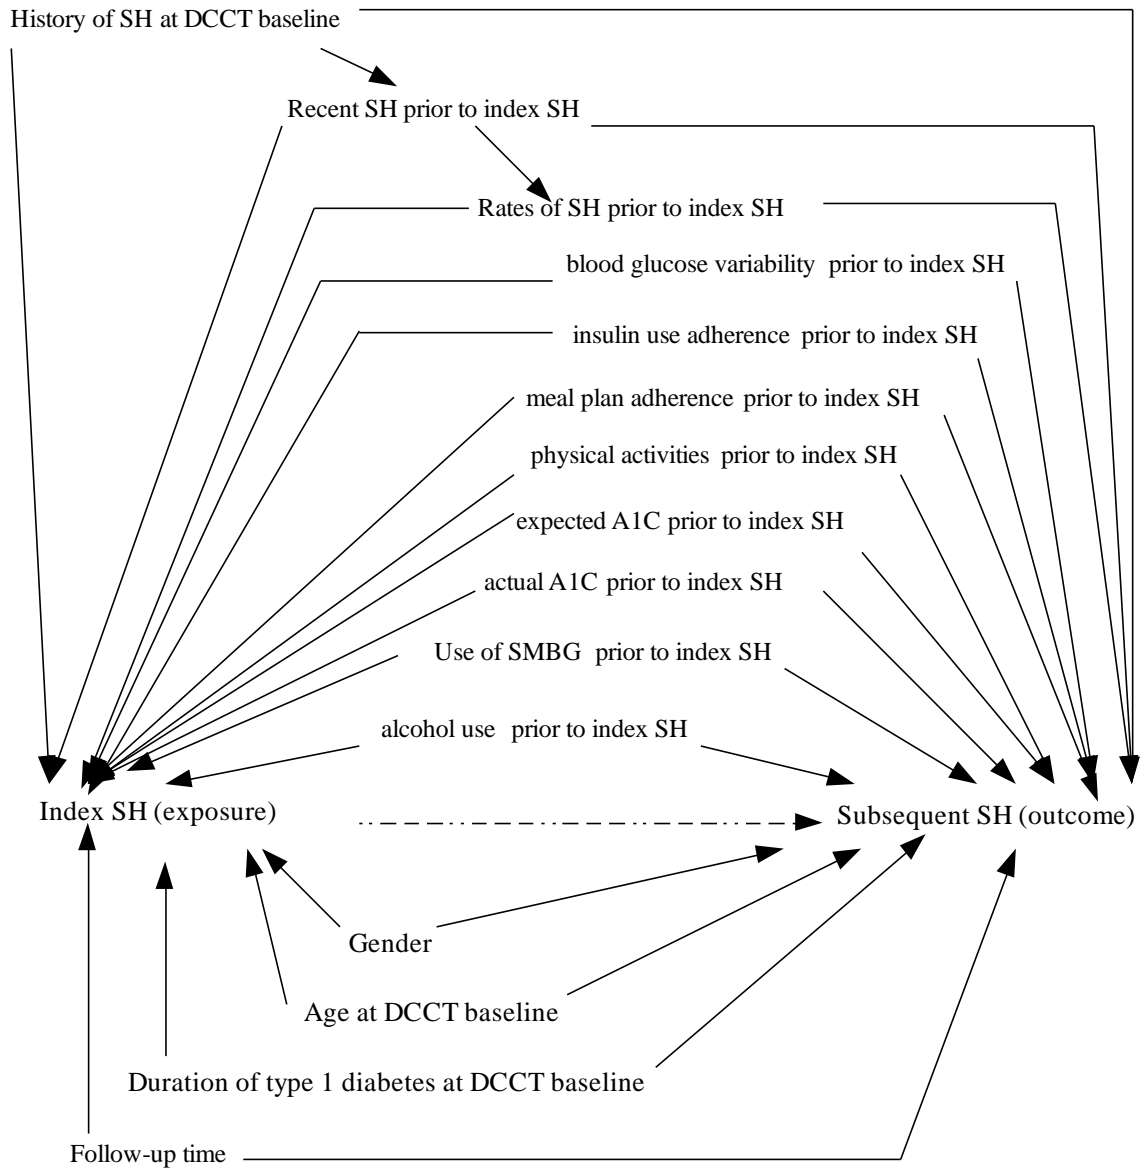 History of SH at DCCT baseline
Recent SH prior to index SH
Rates of SH prior to index SH
blood glucose variability prior to index SH
insulin use adherence prior to index SH
meal plan adherence prior to index SH
physical activities prior to index SH
expected A1C prior to index SH
actual A1C prior to index SH
Use of SMBG prior to index SH
alcohol use prior to index SH
Index SH (exposure)
Subsequent SH (outcome)
Gender
Age at DCCT baseline
Duration of type 1 diabetes at DCCT baseline
Follow-up time